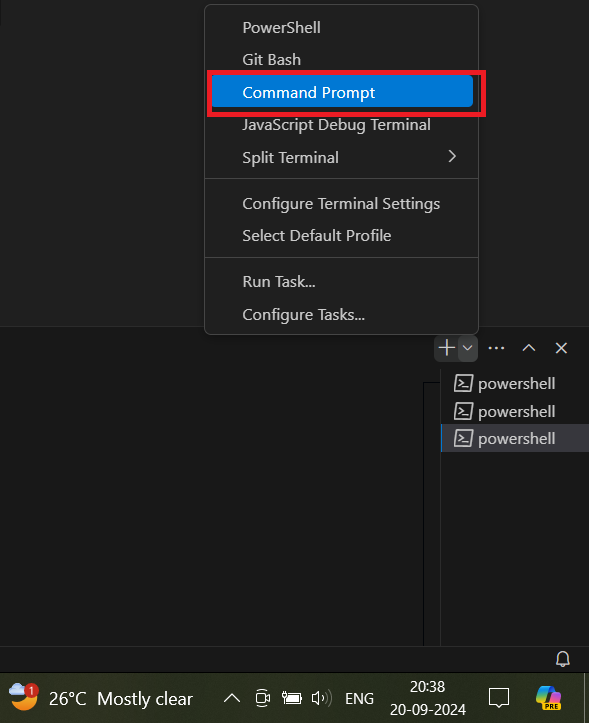 PowerShell
Git Bash
Command Prompt
JavaScript Debug Terminal
Split Terminal
Configure Terminal Settings
Select Default Profile
Run Task...
Configure Tasks...
powershell
powershell
powershell
1
26°C Mostly clear
ENG
20:38
20-09-2024
PRE